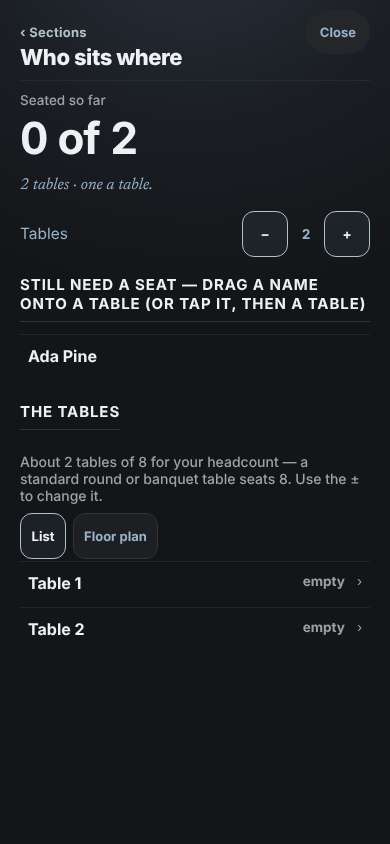 ‹ Sections
Close
Who sits where
Seated so far
0 of 2
2 tables · one a table.
Tables
−
2
+
STILL NEED A SEAT — DRAG A NAME
ONTO A TABLE (OR TAP IT, THEN A TABLE)
Ada Pine
THE TABLES
About 2 tables of 8 for your headcount — a
standard round or banquet table seats 8. Use the ±
to change it.
List
Floor plan
Table 1
empty ›
Table 2
empty ›